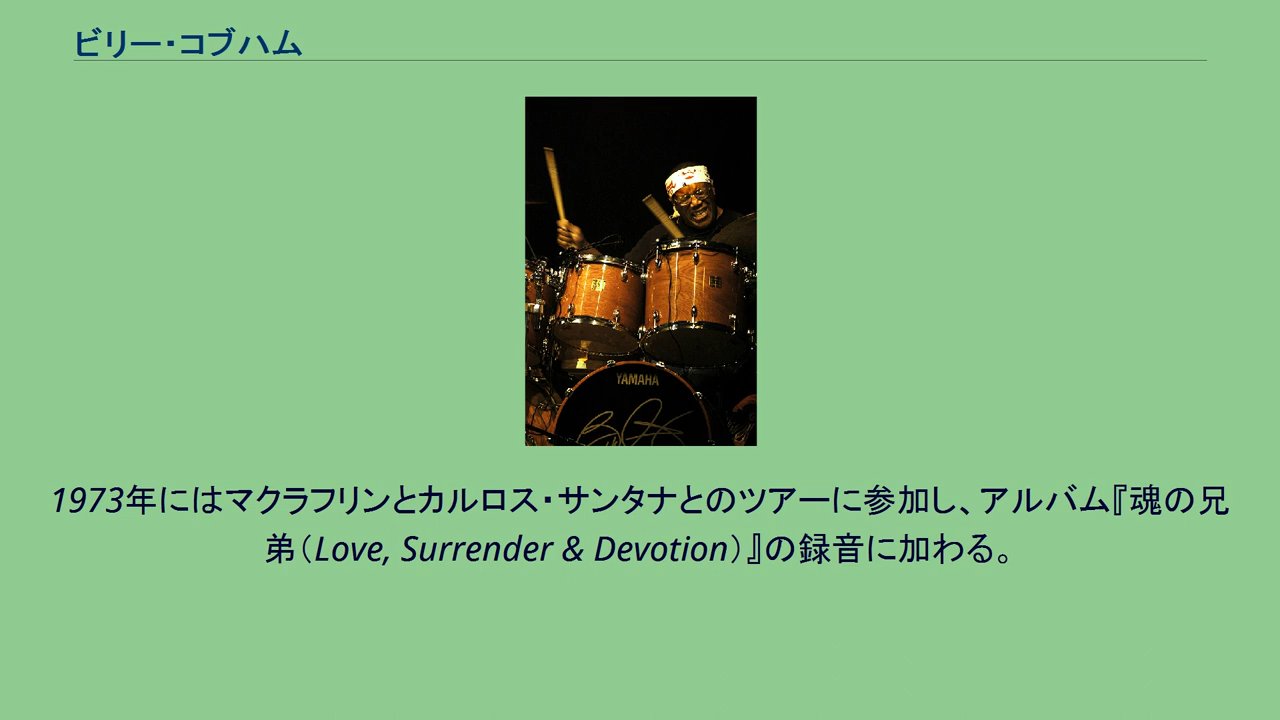 ビリー・コブハム
YAMAHA
1973年にはマクラフリンとカルロス・サンタナとのツアーに参加し、アルバム『魂の兄
弟（Love, Surrender & Devotion）』の録音に加わる。